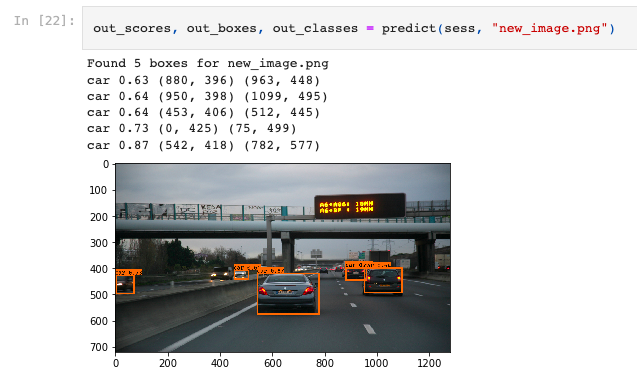 In [22]:
out_scores, out_boxes, out_classes = predict(sess, "new_image.png")
Found 5 boxes for new_image.png
car 0.63 (880, 396) (963, 448)
car 0.64 (950, 398) (1099, 495)
car 0.64 (453, 406) (512, 445)
car 0.73 (0, 425) (75, 499)
car 0.87 (542, 418) (782, 577)
0
100
200
300
400
500
600
700
0 200 400 600 800 1000 1200